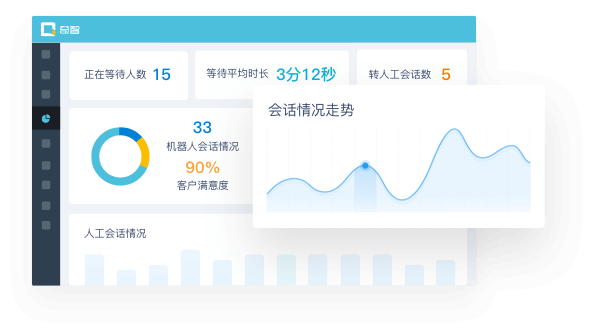 奇智
正在等待人数 15
等待平均时长 3分12秒
转人工会话数 5
会话情况走势
33
机器人会话情况
90%
客户满意度
人工会话情况